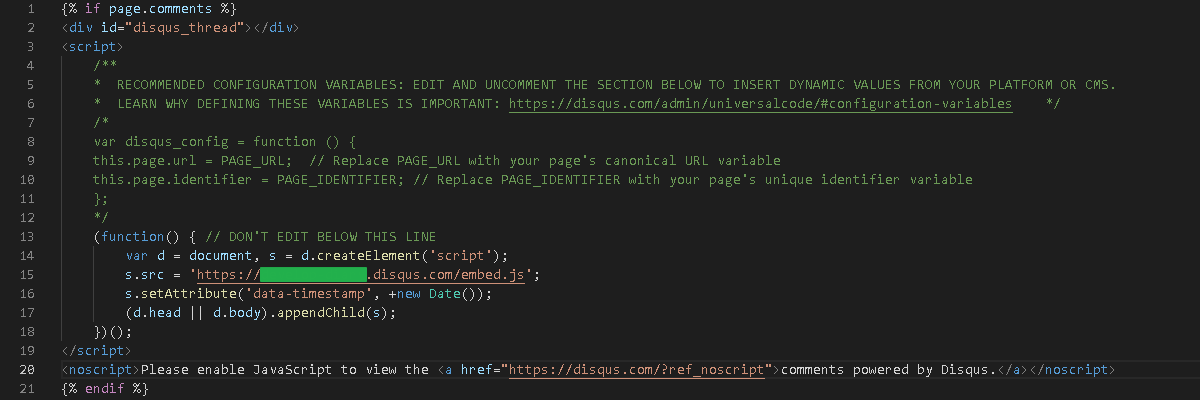 1 {% if page.comments %}
2 <div id="disqus_thread"></div>
3 <script>
4 /**
5 *  RECOMMENDED CONFIGURATION VARIABLES: EDIT AND UNCOMMENT THE SECTION BELOW TO INSERT DYNAMIC VALUES FROM YOUR PLATFORM OR CMS.
6 *  LEARN WHY DEFINING THESE VARIABLES IS IMPORTANT: https://disqus.com/admin/universalcode/#configuration-variables    */
7 /*
8 var disqus_config = function () {
9 this.page.url = PAGE_URL;  // Replace PAGE_URL with your page's canonical URL variable
10 this.page.identifier = PAGE_IDENTIFIER; // Replace PAGE_IDENTIFIER with your page's unique identifier variable
11 };
12 */
13 (function() { // DON'T EDIT BELOW THIS LINE
14 var d = document, s = d.createElement('script');
15 s.src = 'https://.disqus.com/embed.js';
16 s.setAttribute('data-timestamp', +new Date());
17 (d.head || d.body).appendChild(s);
18 })();
19 </script>
20 <noscript>Please enable JavaScript to view the <a href="https://disqus.com/?ref_noscript">comments powered by Disqus.</a></noscript>
21 {% endif %}